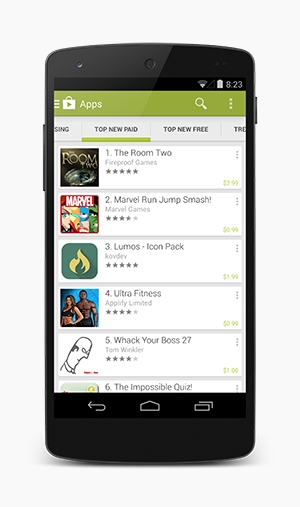 8:23
Apps
SING
TOP NEW PAID
TOP NEW FREE
TRE
THE
ROOM
TWO
1. The Room Two
Fireproof Games
$3.99
MARVEL
2. Marvel Run Jump Smash!
Marvel Games
$0.99
3. Lumos - Icon Pack
kovdev
$1.99
4. Ultra Fitness
Applify Limited
$0.99
5. Whack Your Boss 27
Tom Winkler
$1.00
6. The Impossible Quiz!